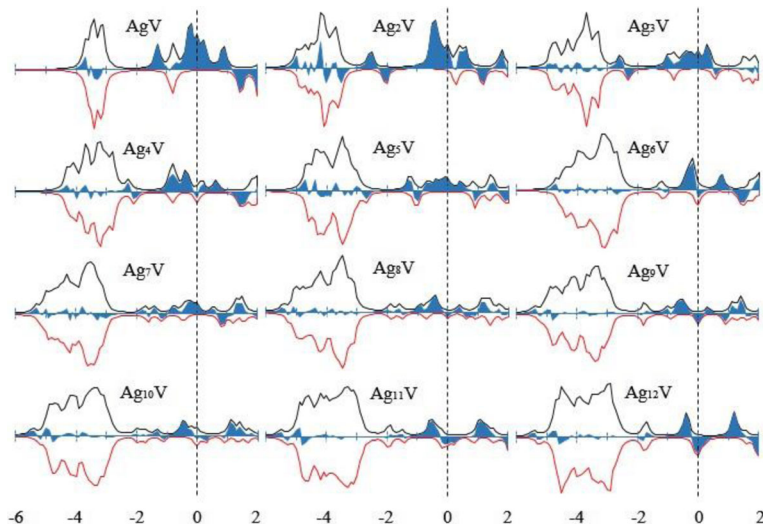 AgV Ag₂V Ag₃V
Ag₄V Ag₅V Ag₆V
Ag₇V Ag₈V Ag₉V
Ag₁₀V Ag₁₁V Ag₁₂V
-6 -4 -2 0 2 -4 -2 0 2 -4 -2 0 2